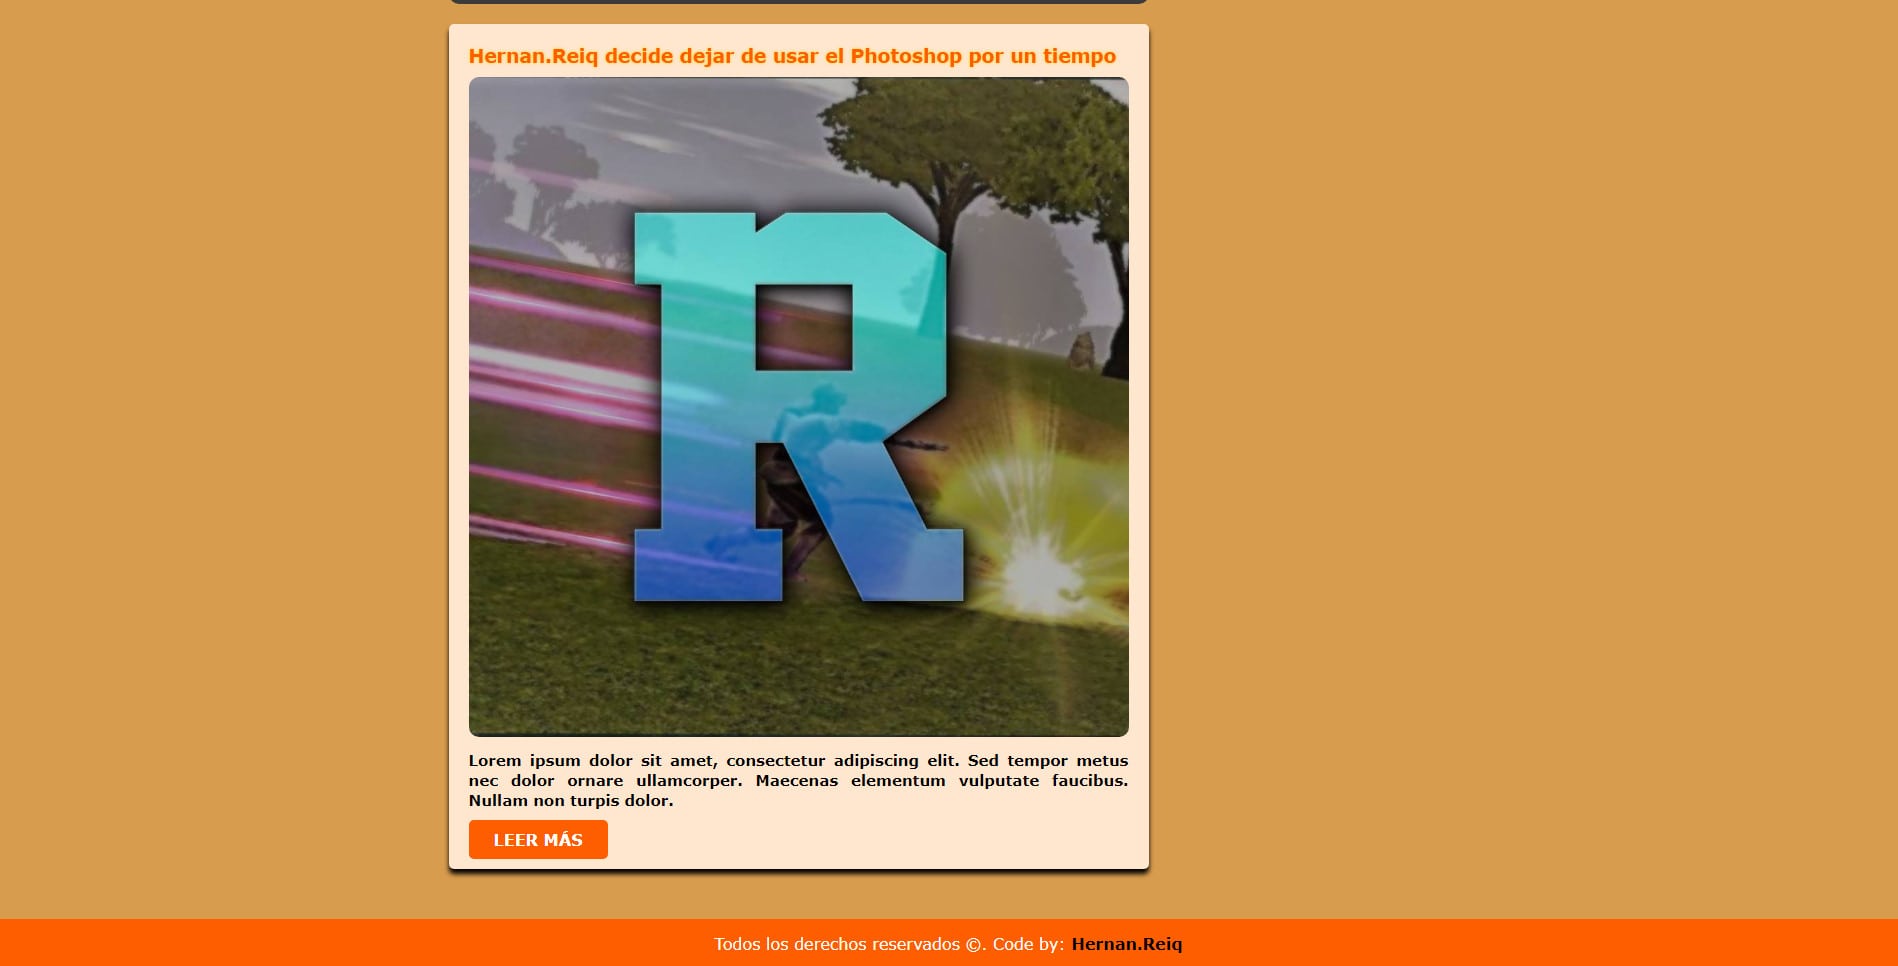 Hernan.Reiq decide dejar de usar el Photoshop por un tiempo
R
Lorem ipsum dolor sit amet, consectetur adipiscing elit. Sed tempor metus
nec dolor ornare ullamcorper. Maecenas elementum vulputate faucibus.
Nullam non turpis dolor.
LEER MÁS
Todos los derechos reservados ©. Code by: Hernan.Reiq